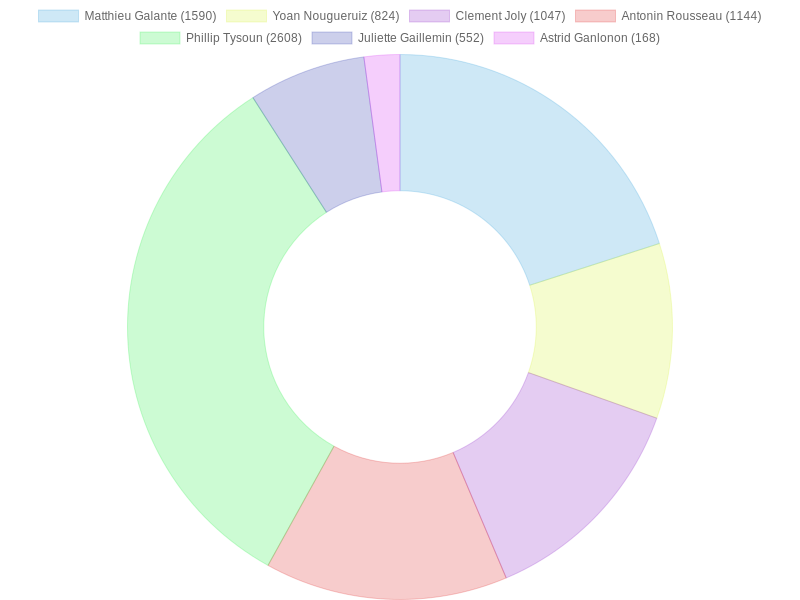 Matthieu Galante (1590) Yoan Nougueruiz (824) Clement Joly (1047) Antonin Rousseau (1144)
Phillip Tysoun (2608) Juliette Gaillemin (552) Astrid Ganlonon (168)